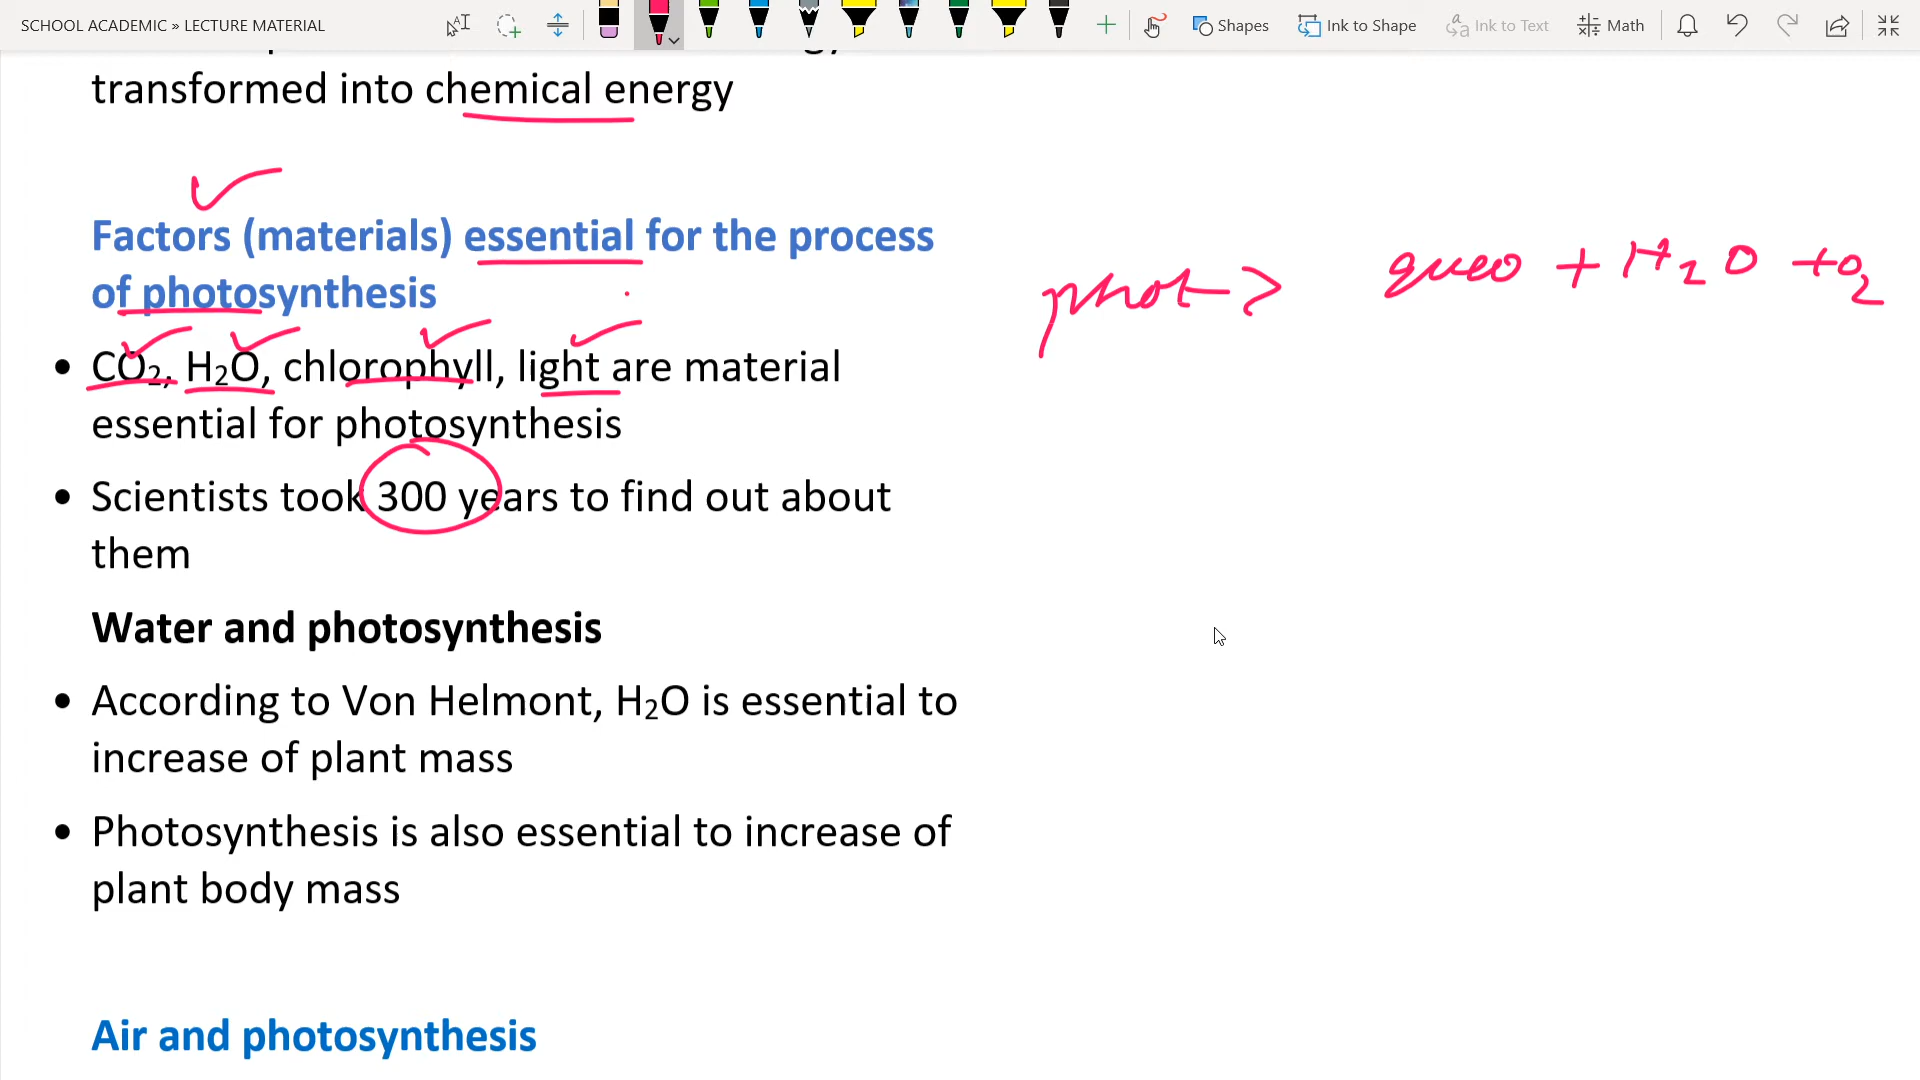 SCHOOL ACADEMIC » LECTURE MATERIAL
Shapes
Ink to Shape
Ink to Text
Math
transformed into chemical energy
Factors (materials) essential for the process
of photosynthesis
• CO₂, H₂O, chlorophyll, light are material
essential for photosynthesis
• Scientists took 300 years to find out about
them
Water and photosynthesis
• According to Von Helmont, H₂O is essential to
increase of plant mass
• Photosynthesis is also essential to increase of
plant body mass
Air and photosynthesis
phot → + H₂O + O₂